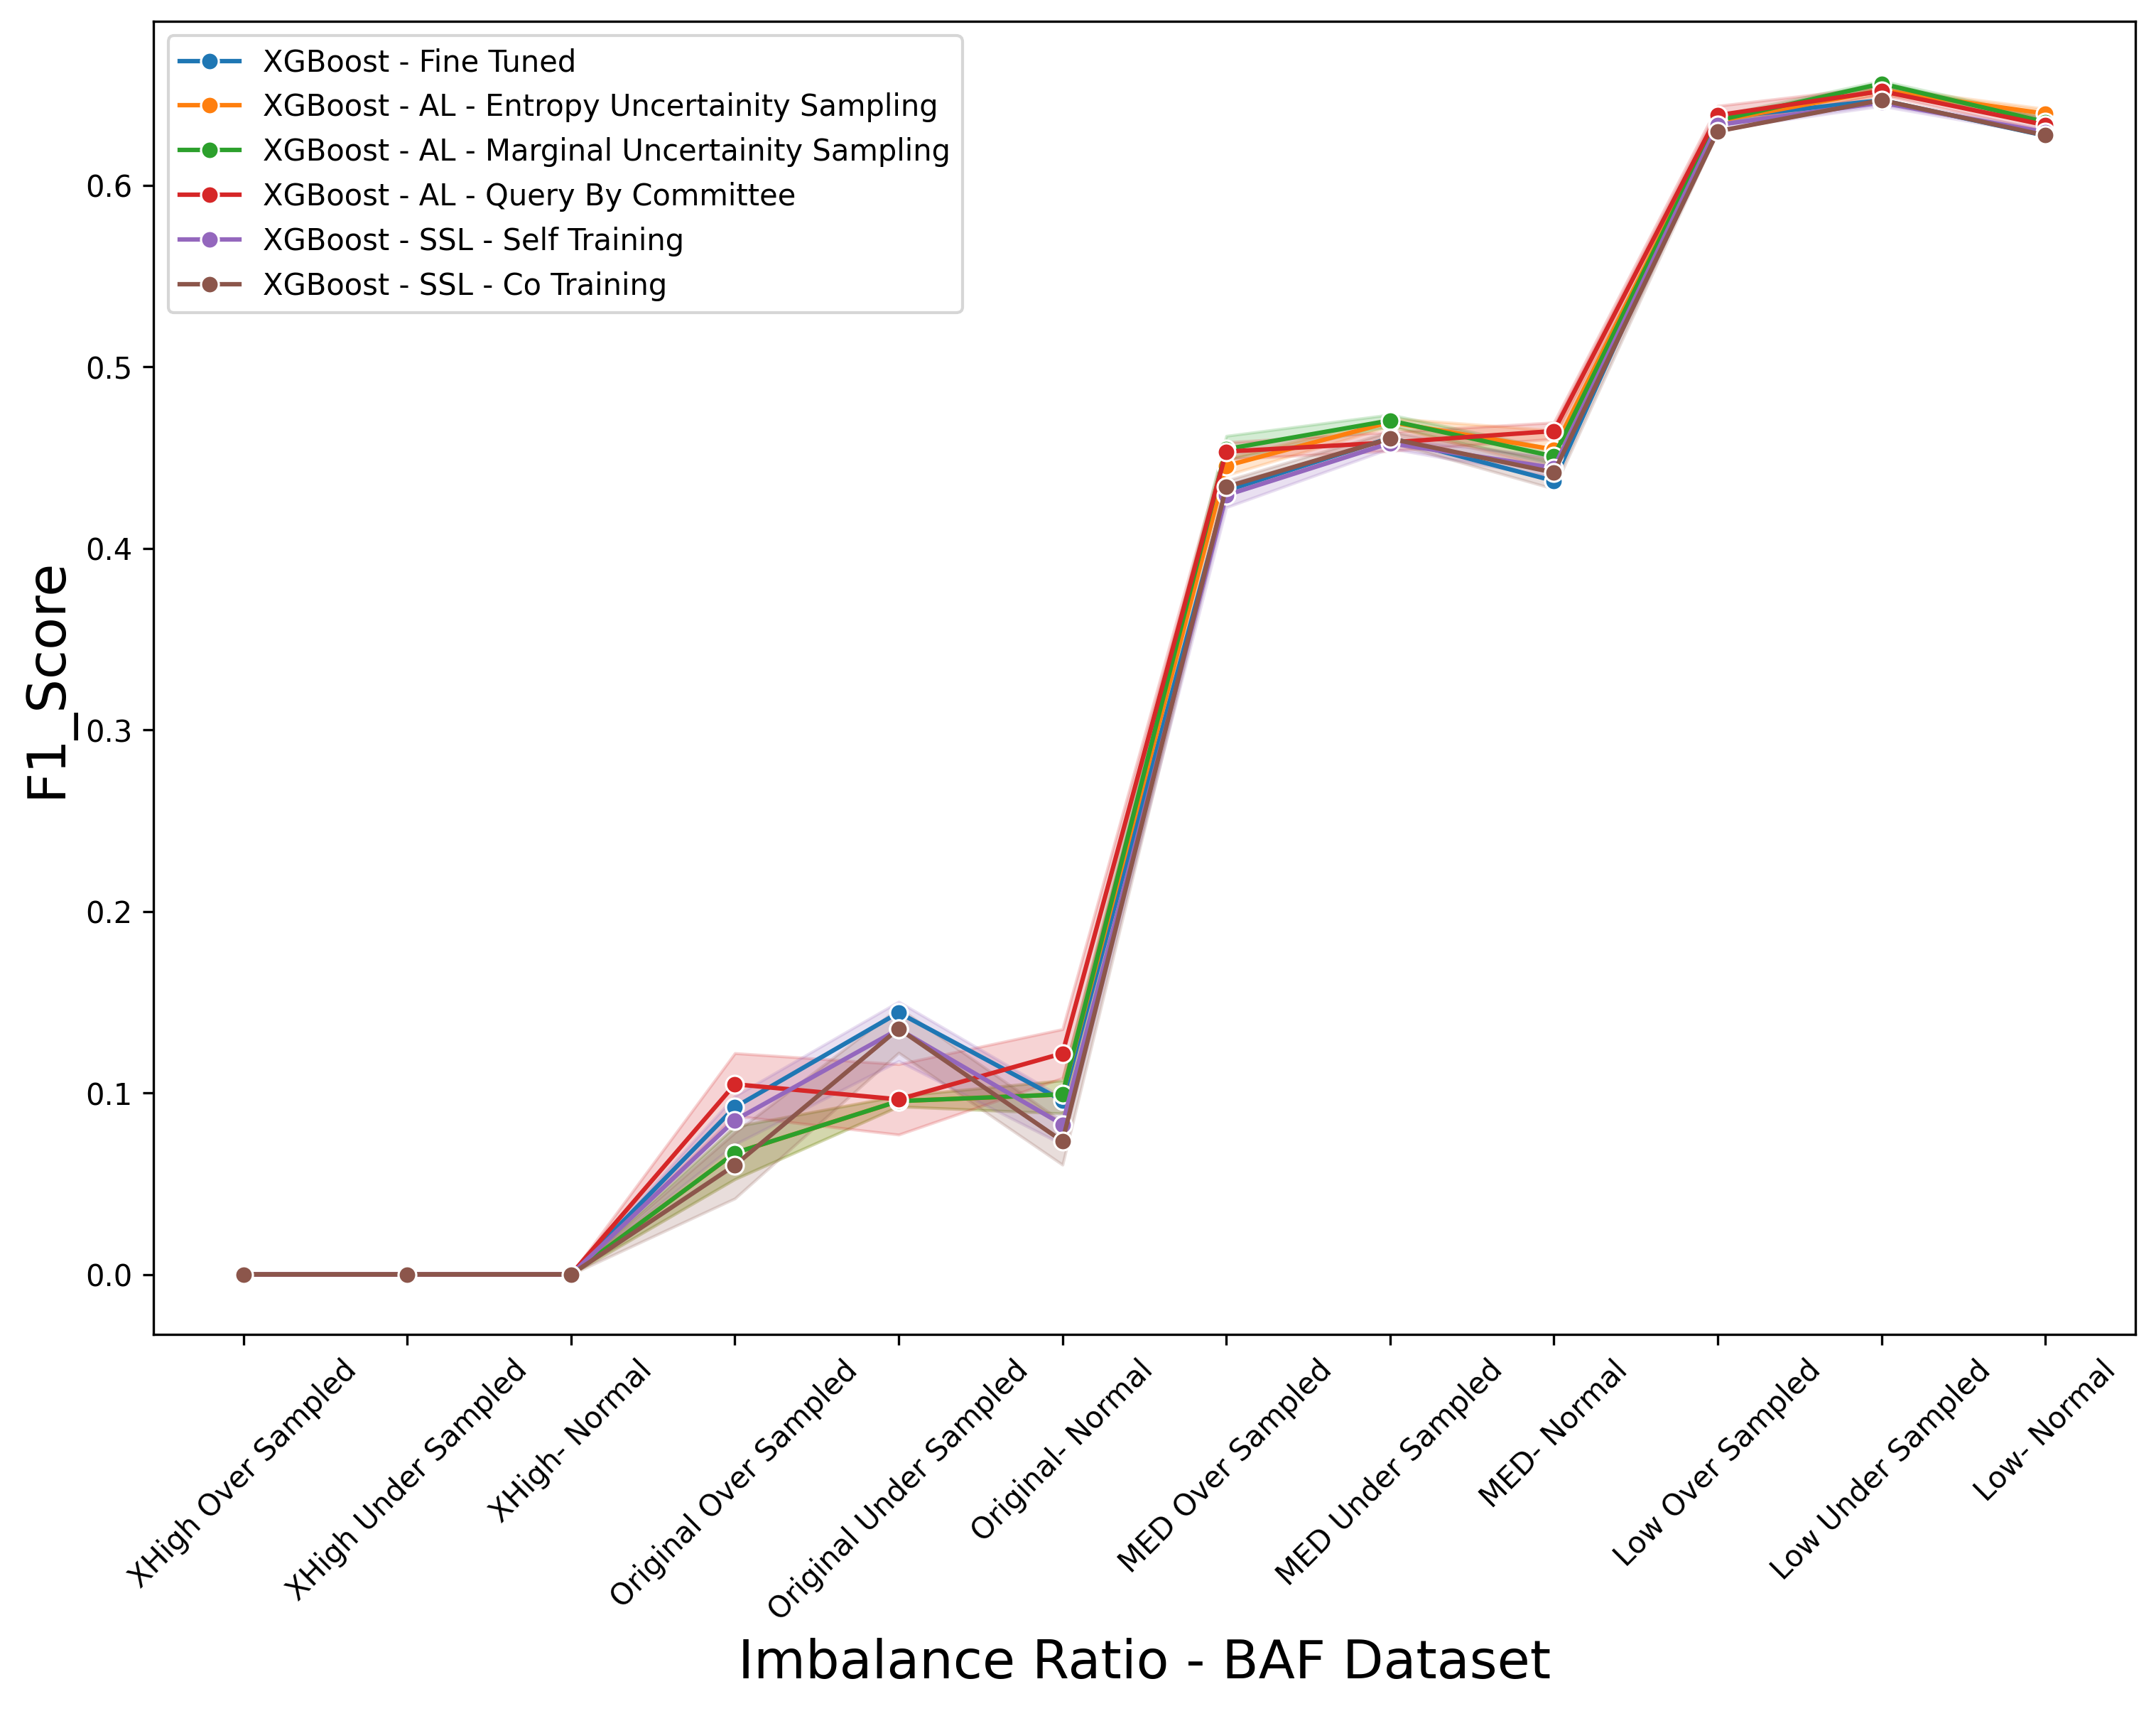 XGBoost - Fine Tuned
XGBoost - AL - Entropy Uncertainity Sampling
XGBoost - AL - Marginal Uncertainity Sampling
XGBoost - AL - Query By Committee
XGBoost - SSL - Self Training
XGBoost - SSL - Co Training
F1_Score
0.6
0.5
0.4
0.3
0.2
0.1
0.0
XHigh Over Sampled
XHigh Under Sampled
XHigh- Normal
Original Over Sampled
Original Under Sampled
Original- Normal
MED Over Sampled
MED Under Sampled
MED- Normal
Low Over Sampled
Low Under Sampled
Low- Normal
Imbalance Ratio - BAF Dataset